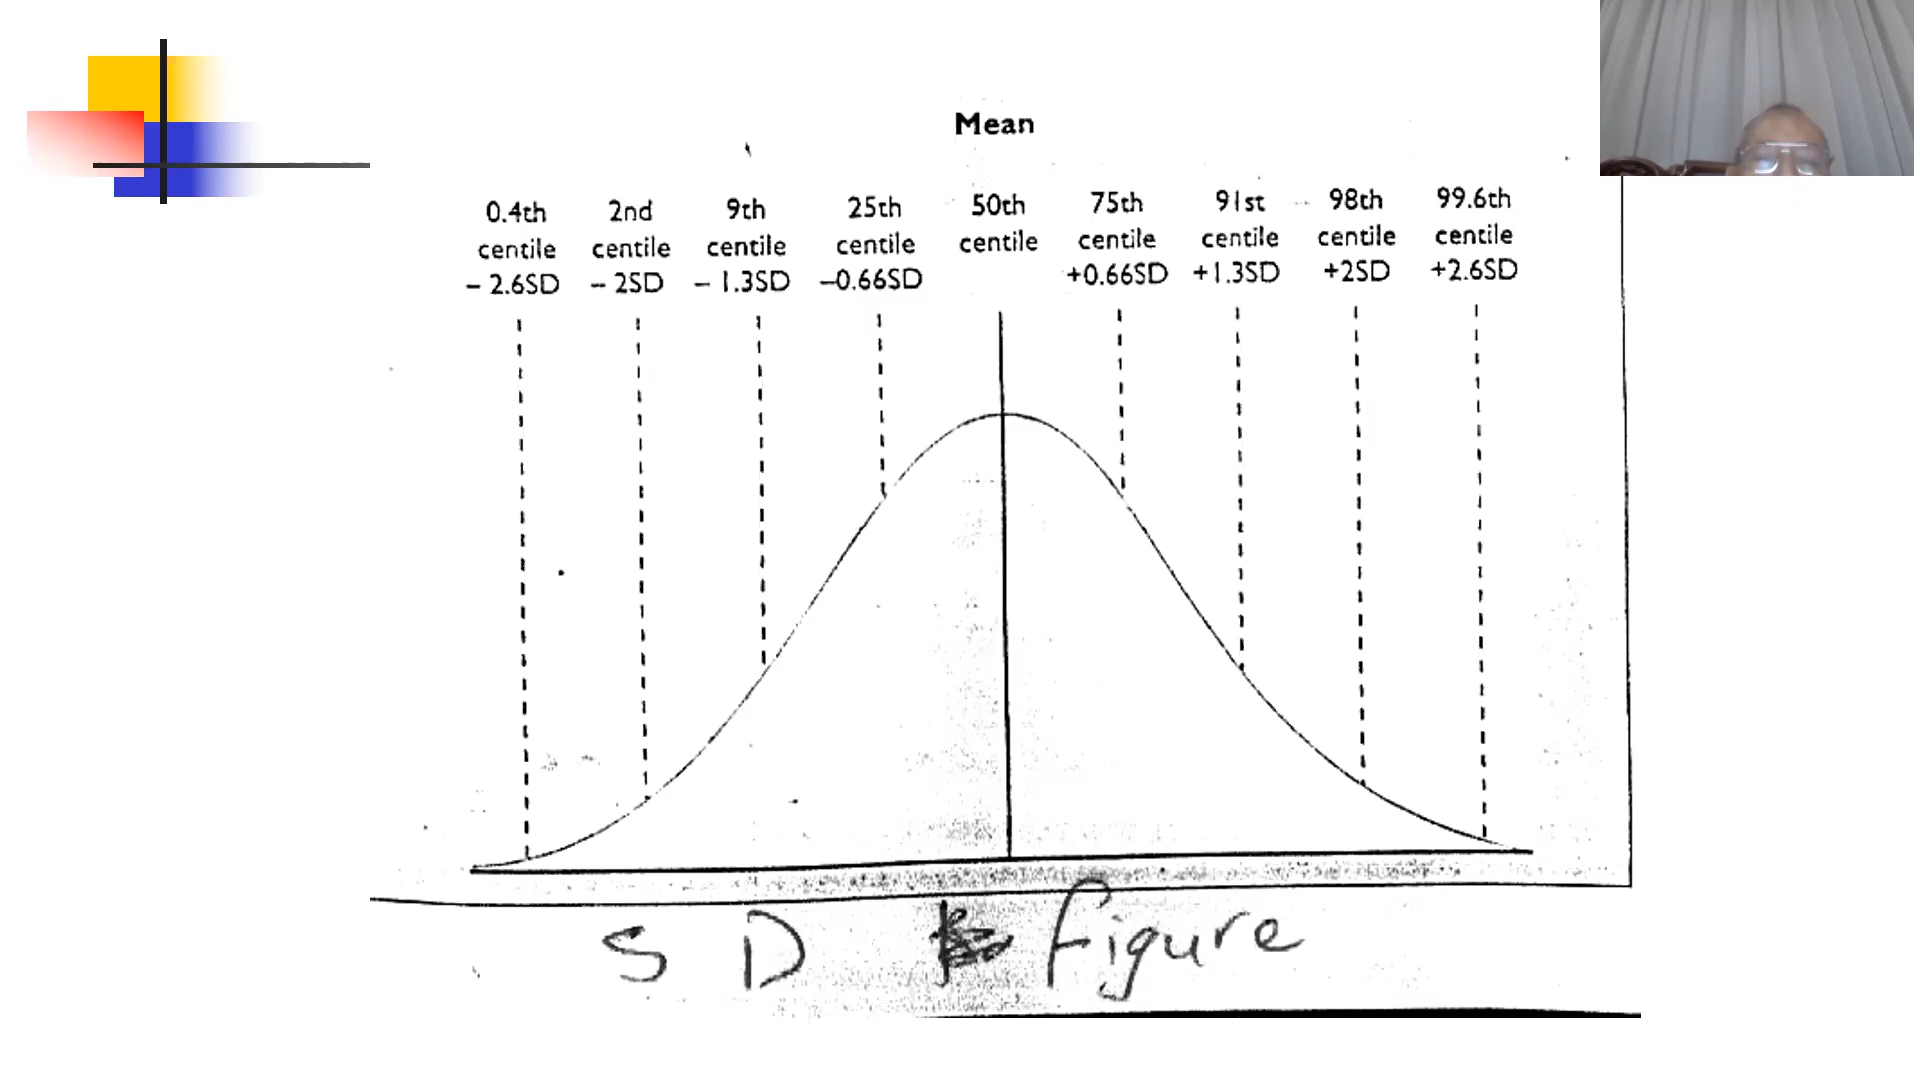 Mean
0.4th 2nd 9th 25th 50th 75th 91st 98th 99.6th
centile centile centile centile centile centile centile centile centile
– 2.6SD – 2SD – 1.3SD –0.66SD +0.66SD +1.3SD +2SD +2.6SD
S D figure